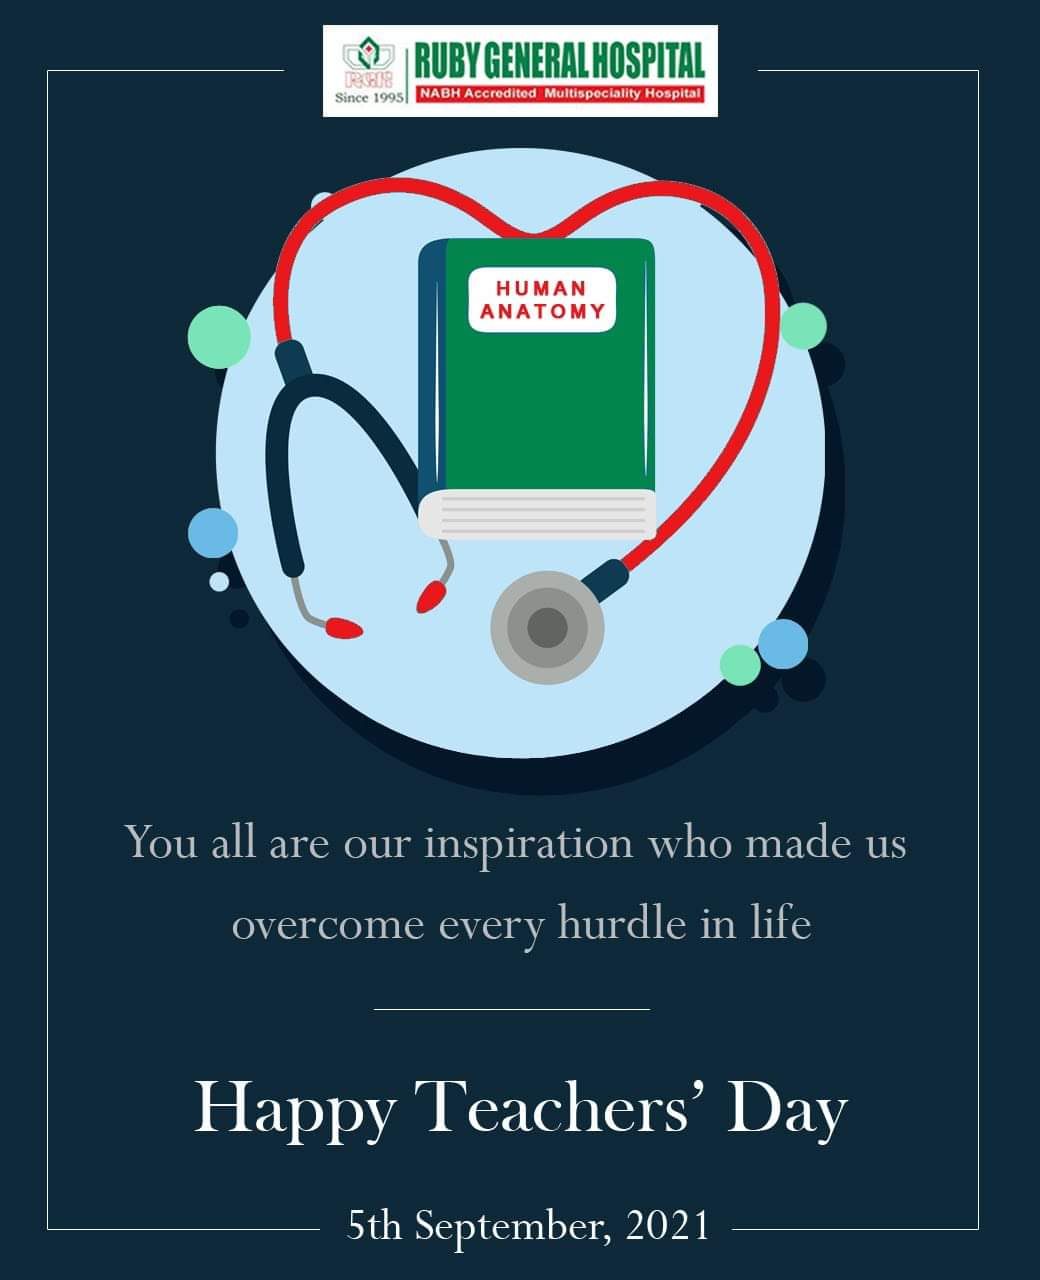 RGH
Since 1995
RUBY GENERAL HOSPITAL
NABH Accredited Multispeciality Hospital
HUMAN
ANATOMY
You all are our inspiration who made us
overcome every hurdle in life
Happy Teachers’ Day
5th September, 2021